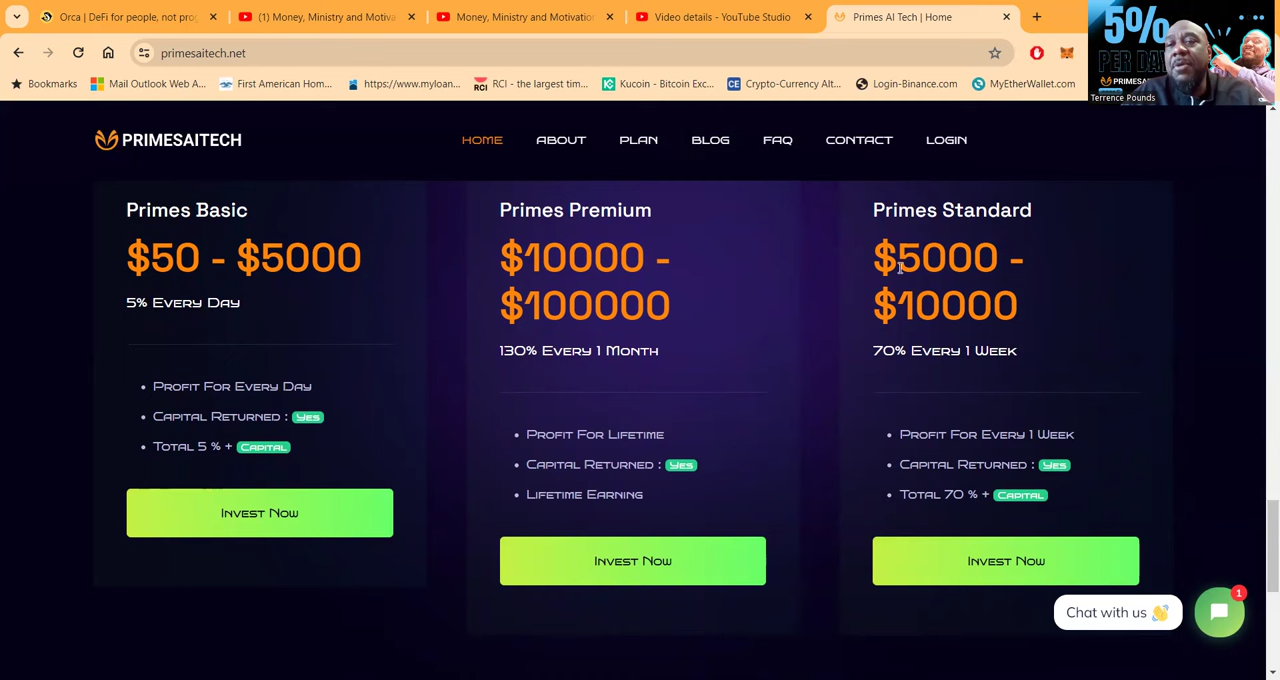 Orca | DeFi for people, not prog
(1) Money, Ministry and Motiva
Money, Ministry and Motivation
Video details - YouTube Studio
Primes AI Tech | Home
primesaitech.net
Bookmarks
Mail Outlook Web A...
First American Hom...
https://www.myloan...
RCI - the largest tim...
Kucoin - Bitcoin Exc...
Crypto-Currency Alt...
Login-Binance.com
MyEtherWallet.com
5%
PER DAY
PRIMESAI
Terrence Pounds
PRIMESAITECH
HOME
ABOUT
PLAN
BLOG
FAQ
CONTACT
LOGIN
Primes Basic
$50 - $5000
5% Every Day
Profit For Every Day
Capital Returned : Yes
Total 5 % + Capital
Invest Now
Primes Premium
$10000 -
$100000
130% Every 1 Month
Profit For Lifetime
Capital Returned : Yes
Lifetime Earning
Invest Now
Primes Standard
$5000 -
$10000
70% Every 1 Week
Profit For Every 1 Week
Capital Returned : Yes
Total 70 % + Capital
Invest Now
Chat with us 👋
1